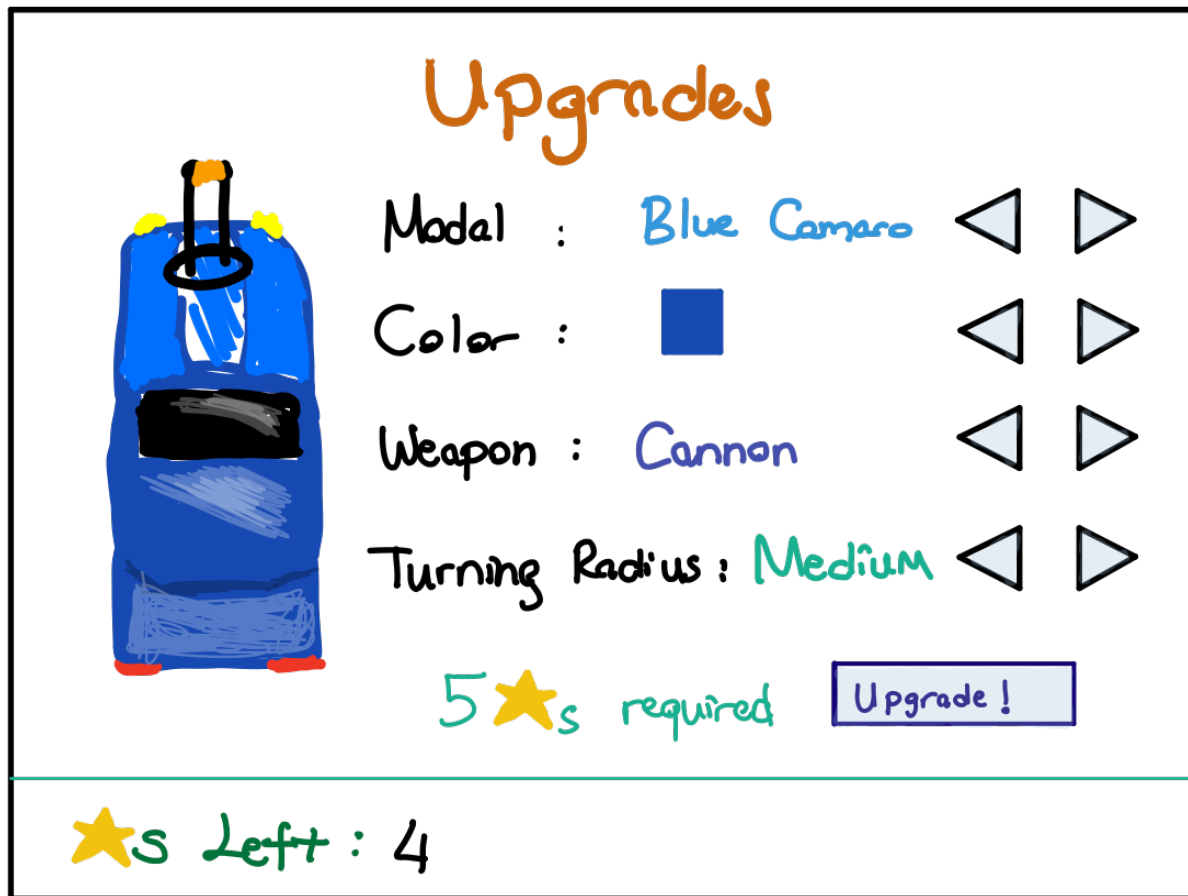 Upgrades
Modal : Blue Camaro
Color :
Weapon : Cannon
Turning Radius : Medium
5 ★s required Upgrade!
★s Left : 4